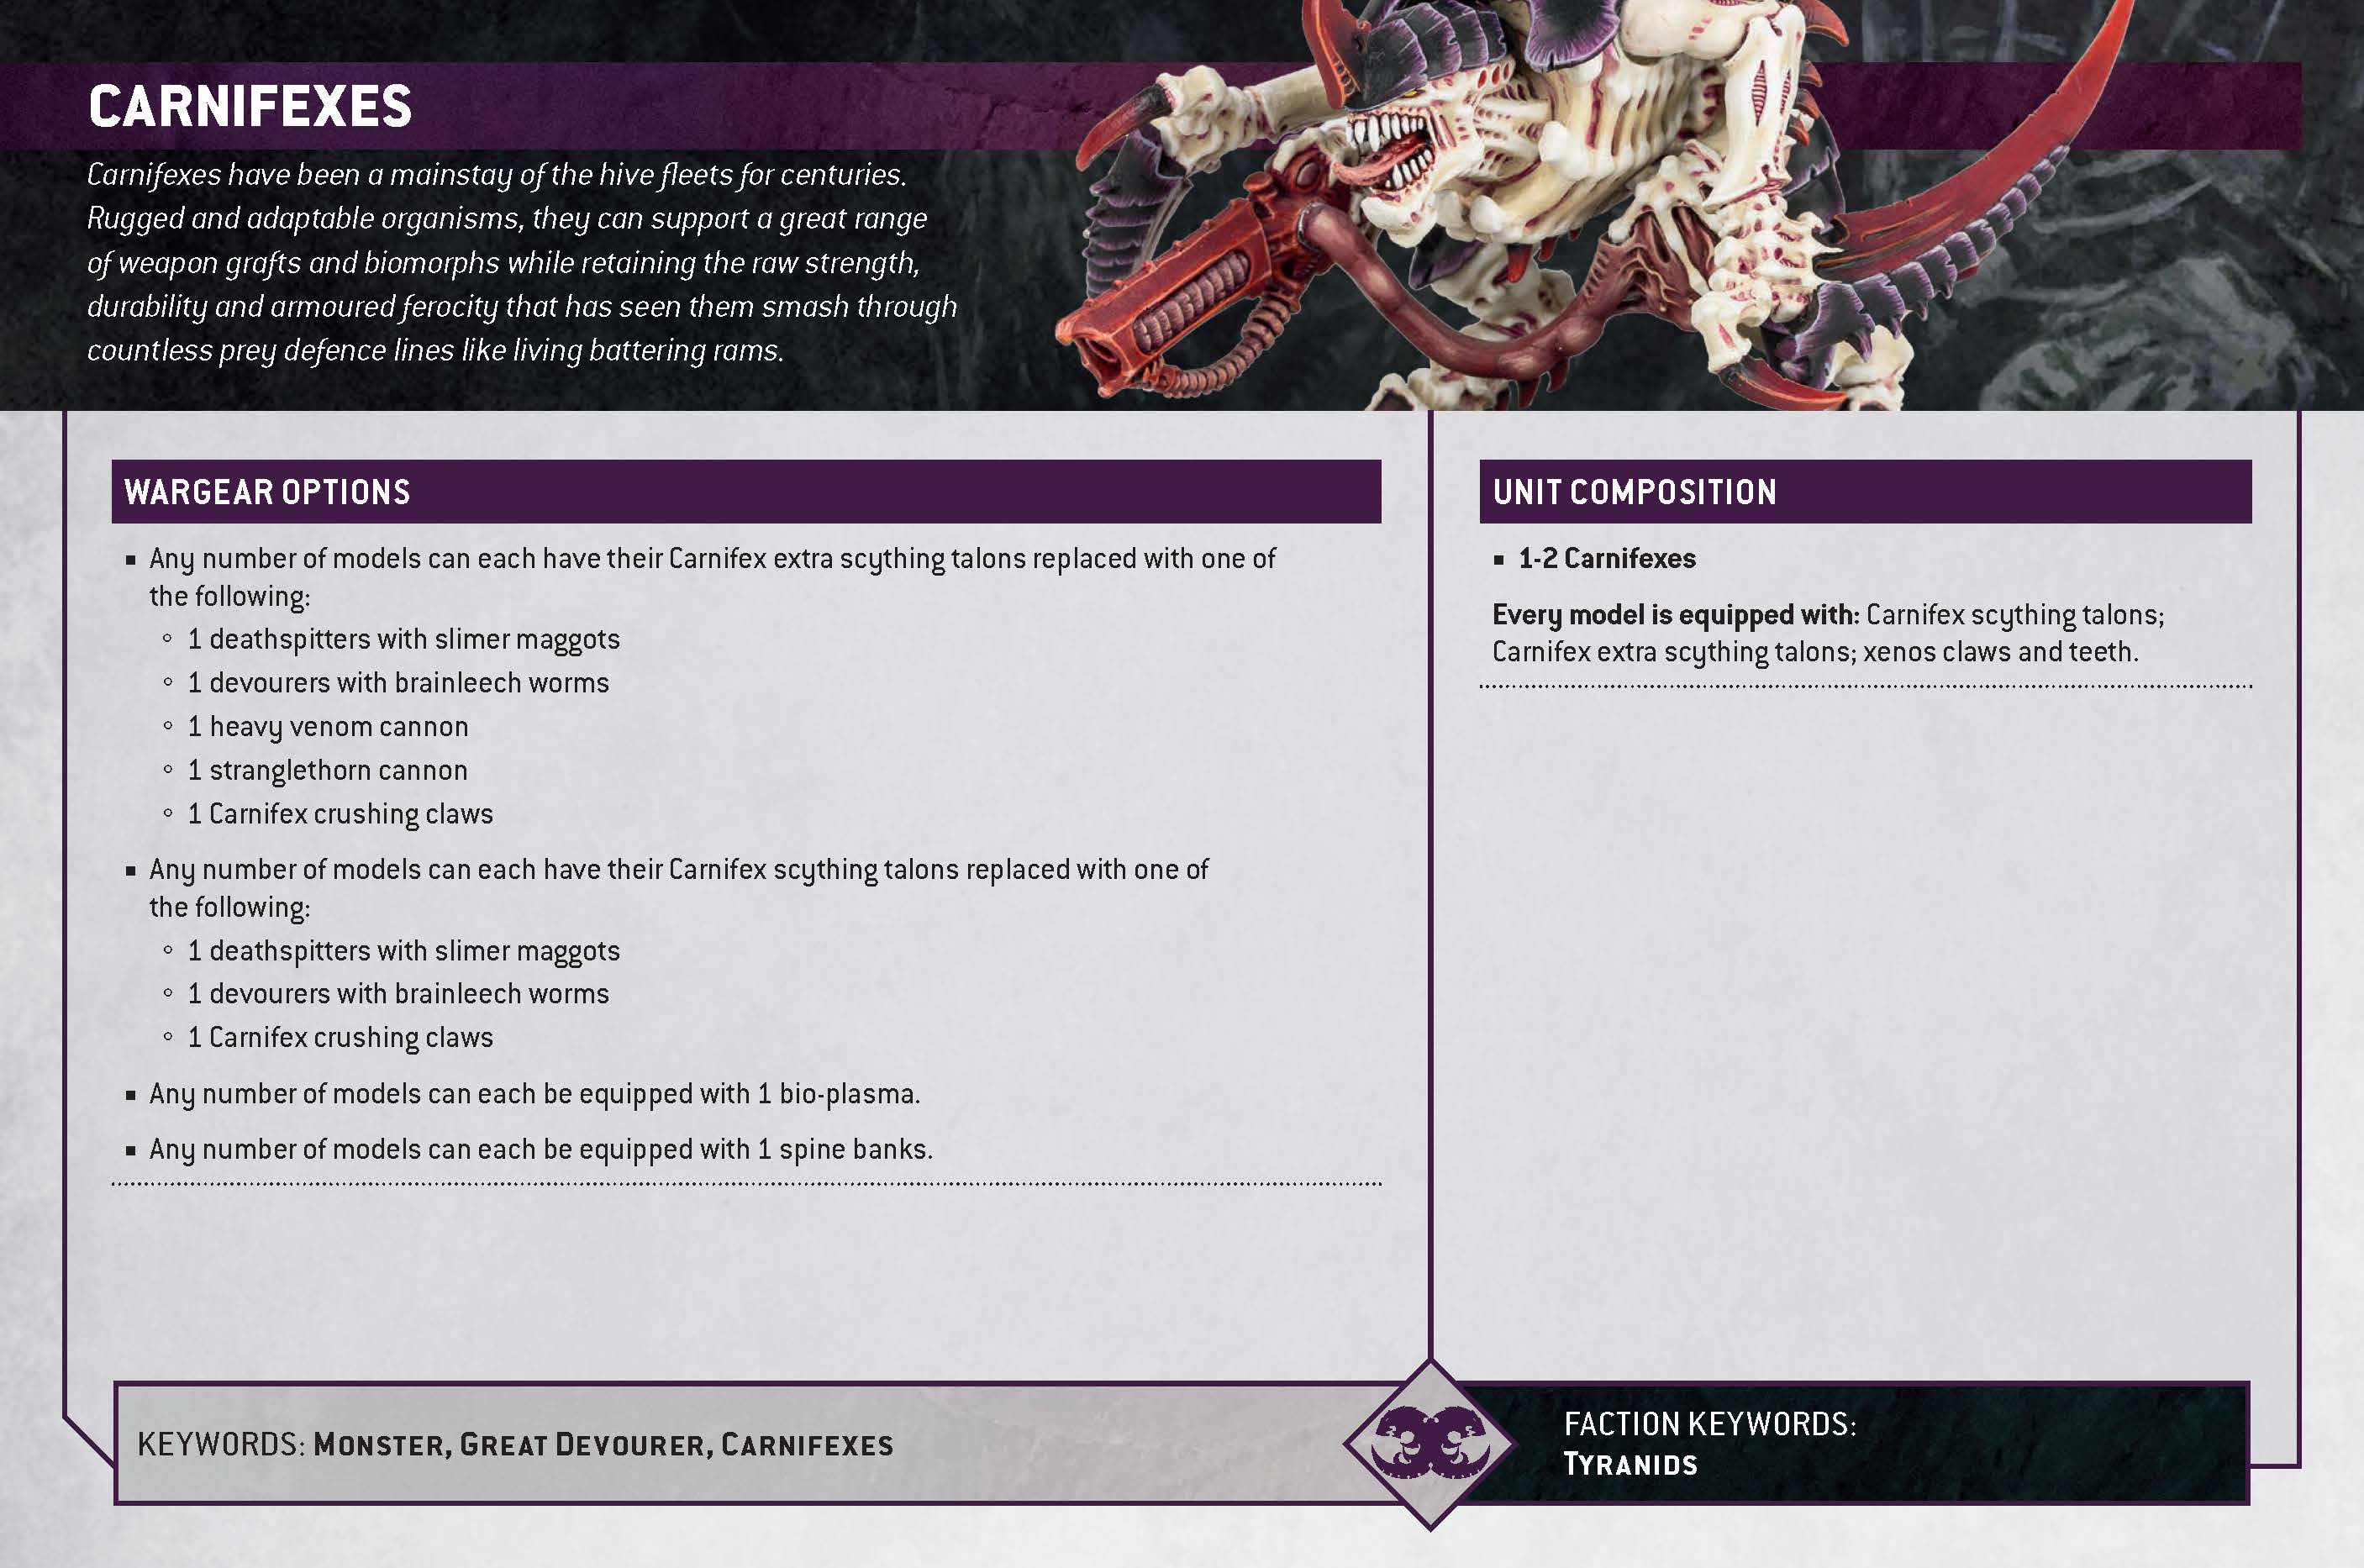 CARNIFEXES
Carnifexes have been a mainstay of the hive fleets for centuries.
Rugged and adaptable organisms, they can support a great range
of weapon grafts and biomorphs while retaining the raw strength,
durability and armoured ferocity that has seen them smash through
countless prey defence lines like living battering rams.
WARGEAR OPTIONS
▪ Any number of models can each have their Carnifex extra scything talons replaced with one of
the following:
◦ 1 deathspitters with slimer maggots
◦ 1 devourers with brainleech worms
◦ 1 heavy venom cannon
◦ 1 stranglethorn cannon
◦ 1 Carnifex crushing claws
▪ Any number of models can each have their Carnifex scything talons replaced with one of
the following:
◦ 1 deathspitters with slimer maggots
◦ 1 devourers with brainleech worms
◦ 1 Carnifex crushing claws
▪ Any number of models can each be equipped with 1 bio-plasma.
▪ Any number of models can each be equipped with 1 spine banks.
UNIT COMPOSITION
▪ 1-2 Carnifexes
Every model is equipped with: Carnifex scything talons;
Carnifex extra scything talons; xenos claws and teeth.
KEYWORDS: MONSTER, GREAT DEVOURER, CARNIFEXES
FACTION KEYWORDS:
TYRANIDS